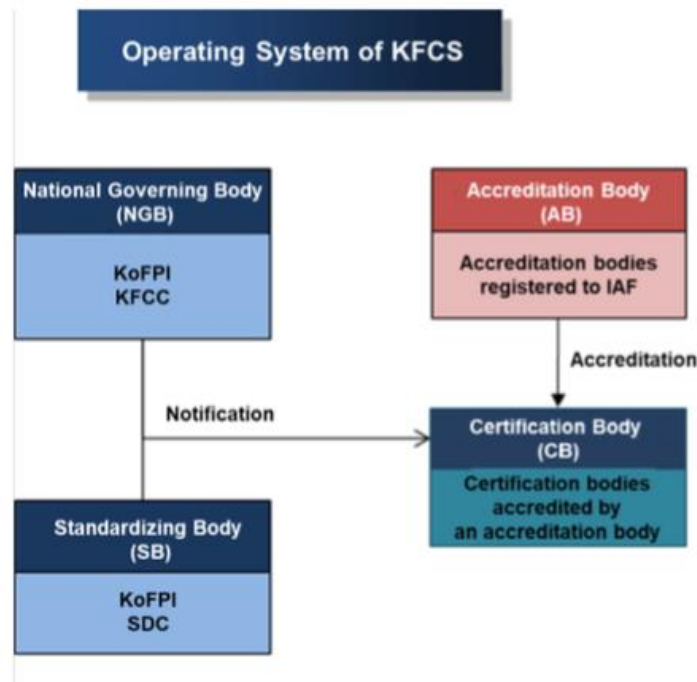 Operating System of KFCS
National Governing Body
(NGB)
KoFPI
KFCC
Accreditation Body
(AB)
Accreditation bodies
registered to IAF
Accreditation
Notification
Certification Body
(CB)
Certification bodies
accredited by
an accreditation body
Standardizing Body
(SB)
KoFPI
SDC